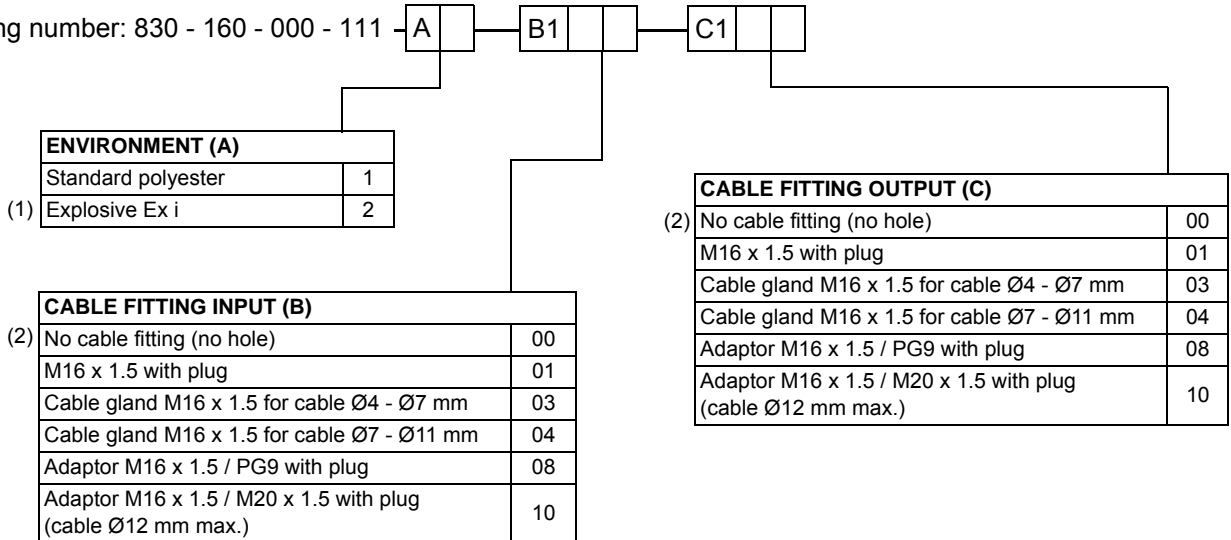 ng number: 830 - 160 - 000 - 111 - A B1 C1
ENVIRONMENT (A)
Standard polyester 1
(1) Explosive Ex i 2
CABLE FITTING INPUT (B)
(2) No cable fitting (no hole) 00
M16 x 1.5 with plug 01
Cable gland M16 x 1.5 for cable Ø4 - Ø7 mm 03
Cable gland M16 x 1.5 for cable Ø7 - Ø11 mm 04
Adaptor M16 x 1.5 / PG9 with plug 08
Adaptor M16 x 1.5 / M20 x 1.5 with plug
(cable Ø12 mm max.) 10
CABLE FITTING OUTPUT (C)
(2) No cable fitting (no hole) 00
M16 x 1.5 with plug 01
Cable gland M16 x 1.5 for cable Ø4 - Ø7 mm 03
Cable gland M16 x 1.5 for cable Ø7 - Ø11 mm 04
Adaptor M16 x 1.5 / PG9 with plug 08
Adaptor M16 x 1.5 / M20 x 1.5 with plug
(cable Ø12 mm max.) 10